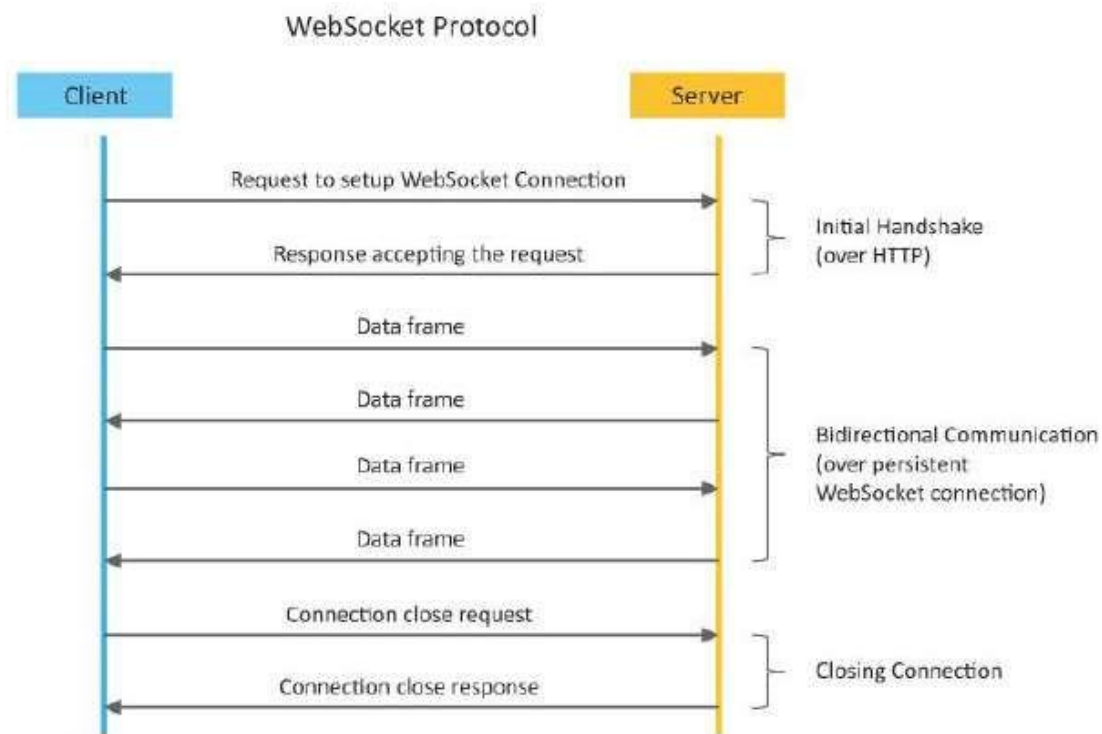 WebSocket Protocol
Client
Server
Request to setup WebSocket Connection
Response accepting the request
Initial Handshake
(over HTTP)
Data frame
Data frame
Data frame
Data frame
Bidirectional Communication
(over persistent
WebSocket connection)
Connection close request
Connection close response
Closing Connection